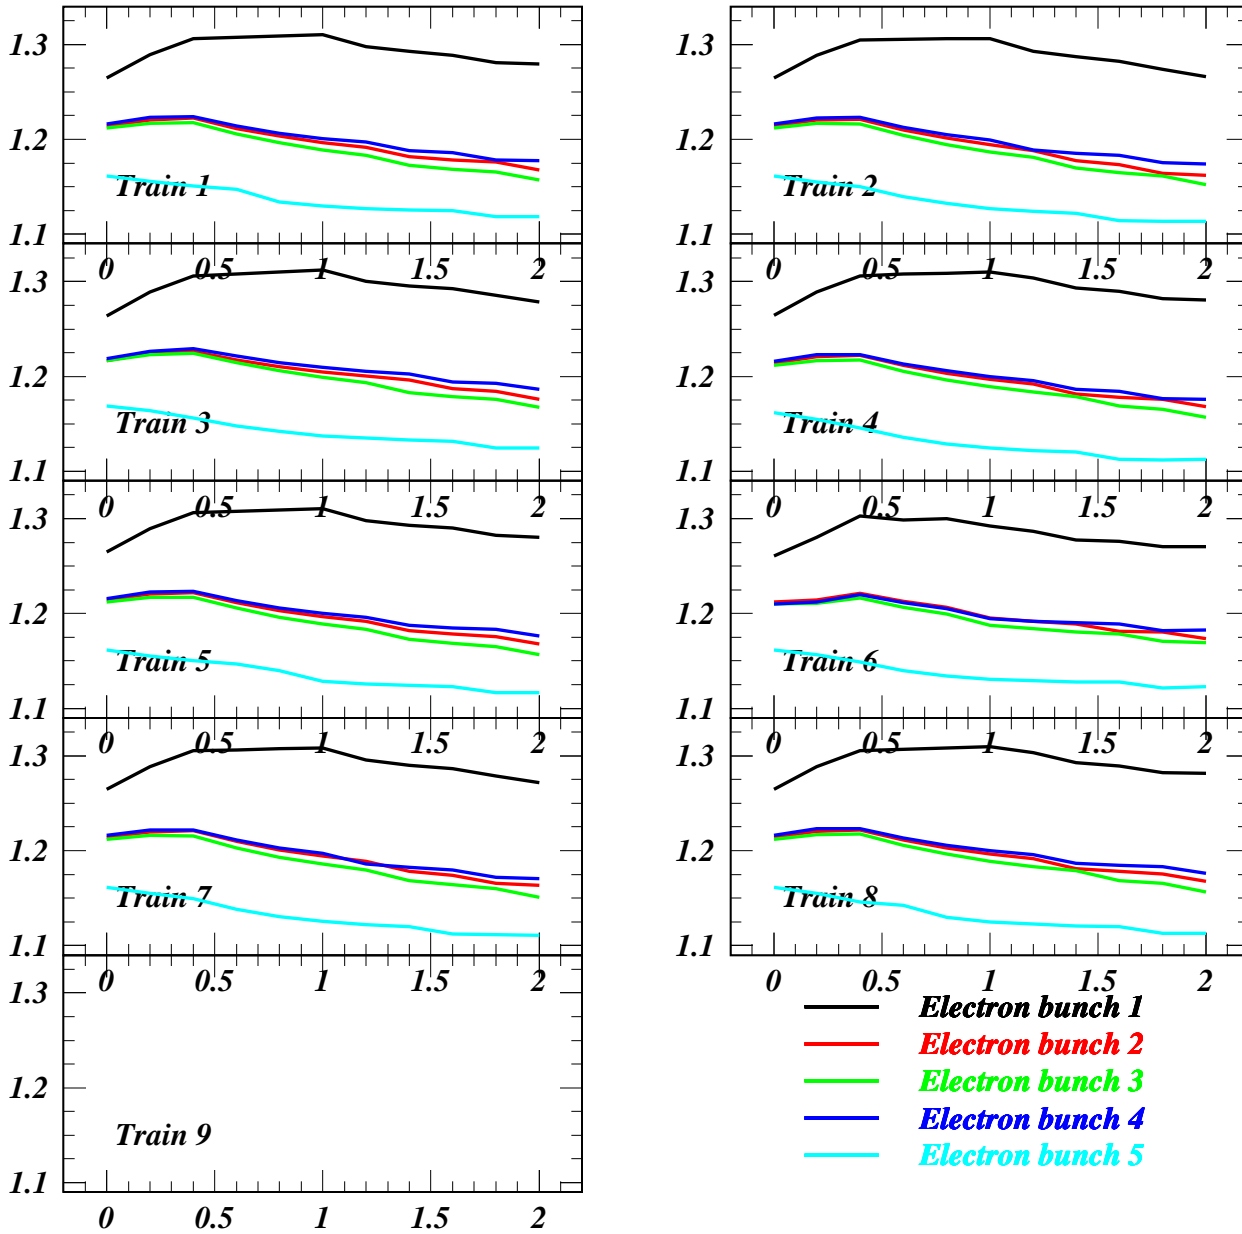 1.3
1.2
1.1
Train 1
1.3
1.2
1.1
Train 2
0 0.5 1 1.5 2
1.3
1.2
1.1
Train 3
0 0.5 1 1.5 2
1.3
1.2
1.1
Train 4
0 0.5 1 1.5 2
1.3
1.2
1.1
Train 5
0 0.5 1 1.5 2
1.3
1.2
1.1
Train 6
0 0.5 1 1.5 2
1.3
1.2
1.1
Train 7
0 0.5 1 1.5 2
1.3
1.2
1.1
Train 8
0 0.5 1 1.5 2
1.3
1.2
1.1
Train 9
0 0.5 1 1.5 2
0 0.5 1 1.5 2
Electron bunch 1
Electron bunch 2
Electron bunch 3
Electron bunch 4
Electron bunch 5